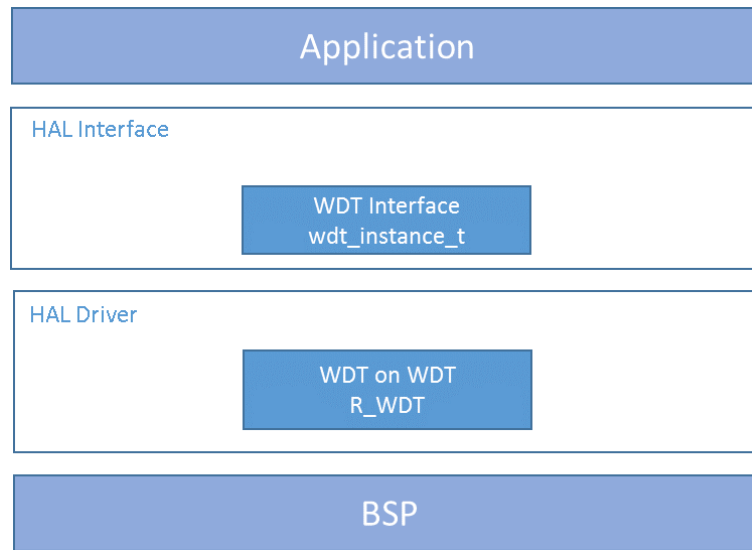 Application
HAL Interface
WDT Interface
wdt_instance_t
HAL Driver
WDT on WDT
R_WDT
BSP